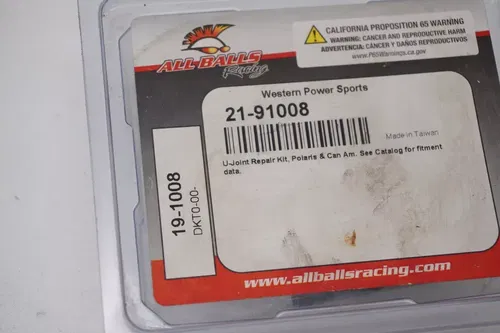 ALL BALLS
Racing
CALIFORNIA PROPOSITION 65 WARNING
WARNING: CANCER AND REPRODUCTIVE HARM
ADVERTENCIA: CÁNCER Y DAÑOS REPRODUCTIVOS
www.P65Warnings.ca.gov
Western Power Sports
21-91008
Made in Taiwan
U-Joint Repair Kit, Polaris & Can Am. See Catalog for fitment
data.
19-1008
DKT0-00-
www.allballsracing.com